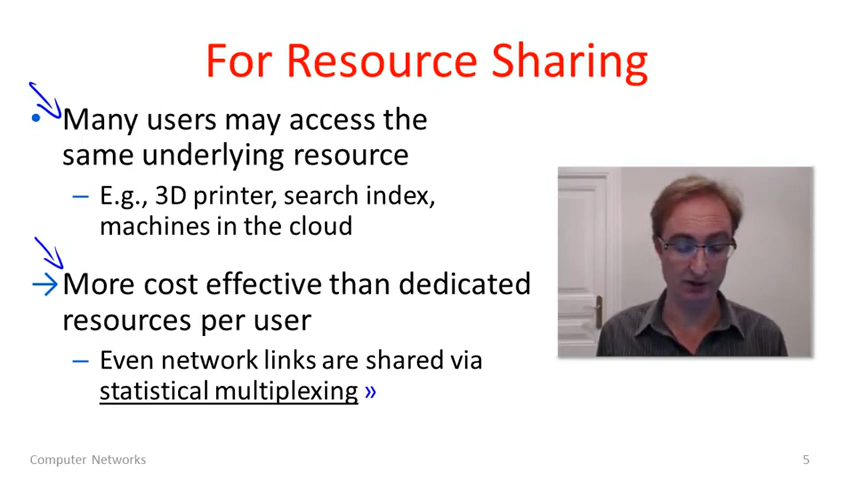 For Resource Sharing
• Many users may access the
same underlying resource
– E.g., 3D printer, search index,
machines in the cloud
→ More cost effective than dedicated
resources per user
– Even network links are shared via
statistical multiplexing »
Computer Networks
5